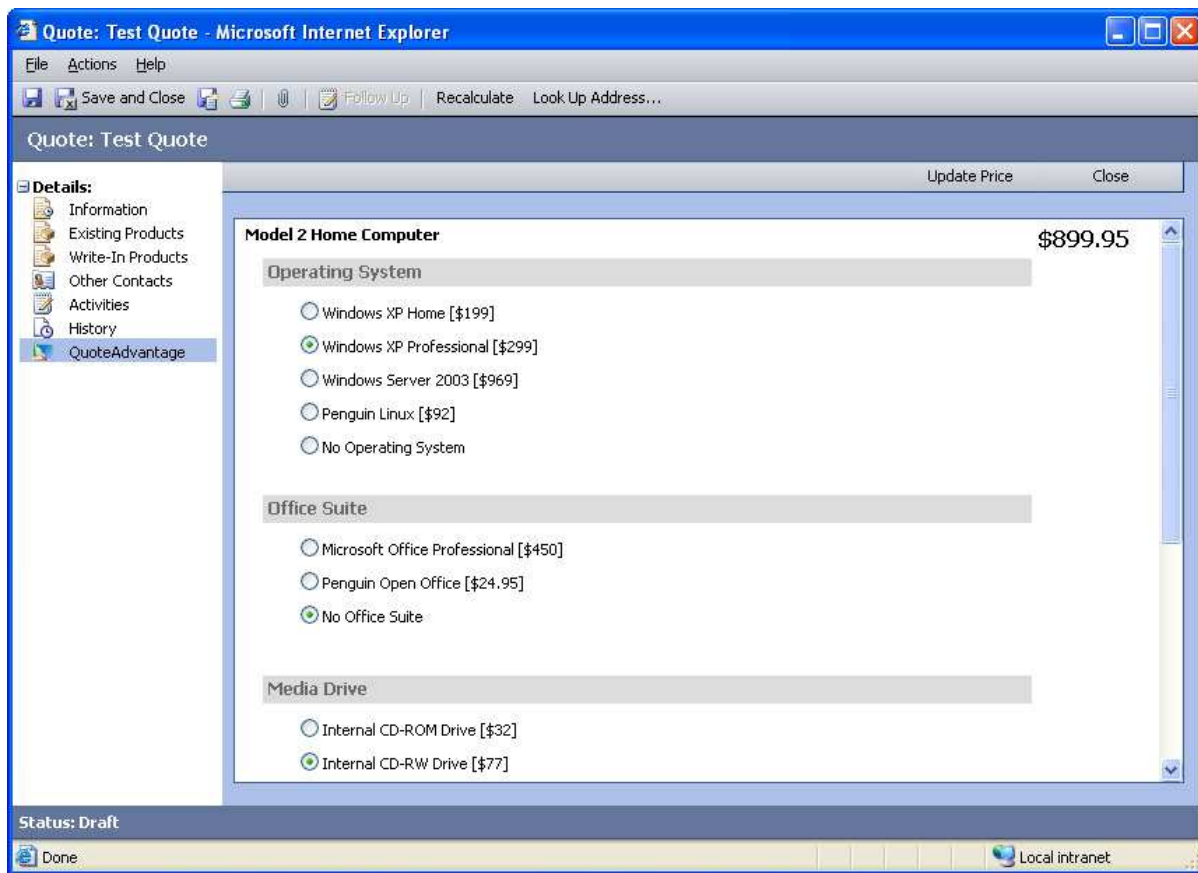 Quote: Test Quote - Microsoft Internet Explorer
File Actions Help
Save and Close Follow Up Recalculate Look Up Address...
Quote: Test Quote
Update Price Close
Details:
Information
Existing Products
Write-In Products
Other Contacts
Activities
History
QuoteAdvantage
Model 2 Home Computer $899.95
Operating System
Windows XP Home [$199]
Windows XP Professional [$299]
Windows Server 2003 [$969]
Penguin Linux [$92]
No Operating System
Office Suite
Microsoft Office Professional [$450]
Penguin Open Office [$24.95]
No Office Suite
Media Drive
Internal CD-ROM Drive [$32]
Internal CD-RW Drive [$77]
Status: Draft
Done Local intranet